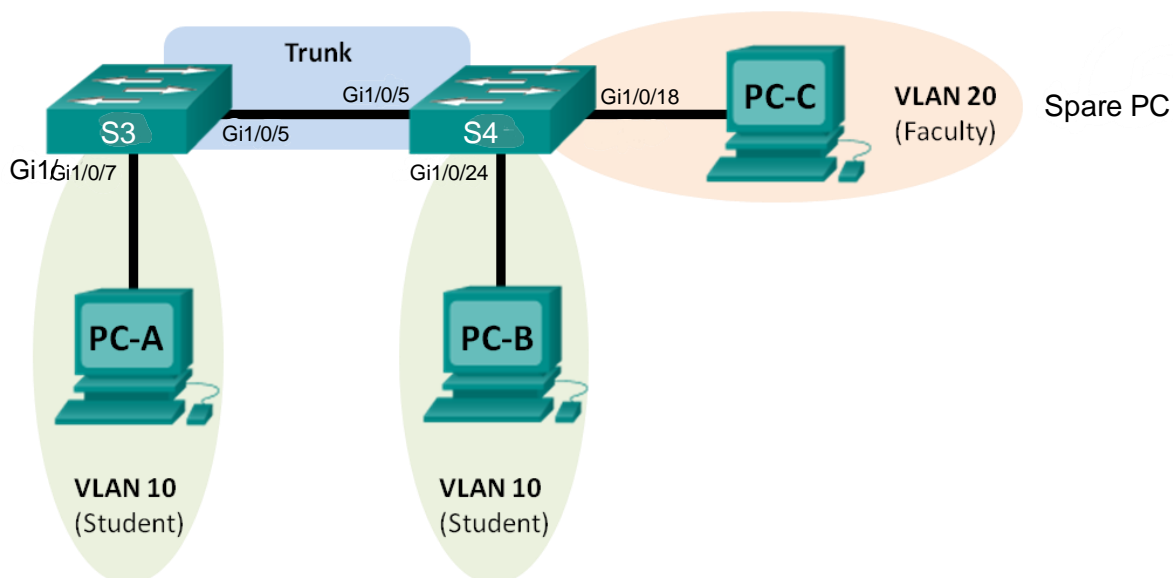 Trunk
Gi1/0/5
Gi1/0/18
PC-C
VLAN 20
(Faculty)
Spare PC
S3
Gi1/0/5
S4
Gi1/
Gi1/0/7
Gi1/0/24
PC-A
PC-B
VLAN 10
(Student)
VLAN 10
(Student)